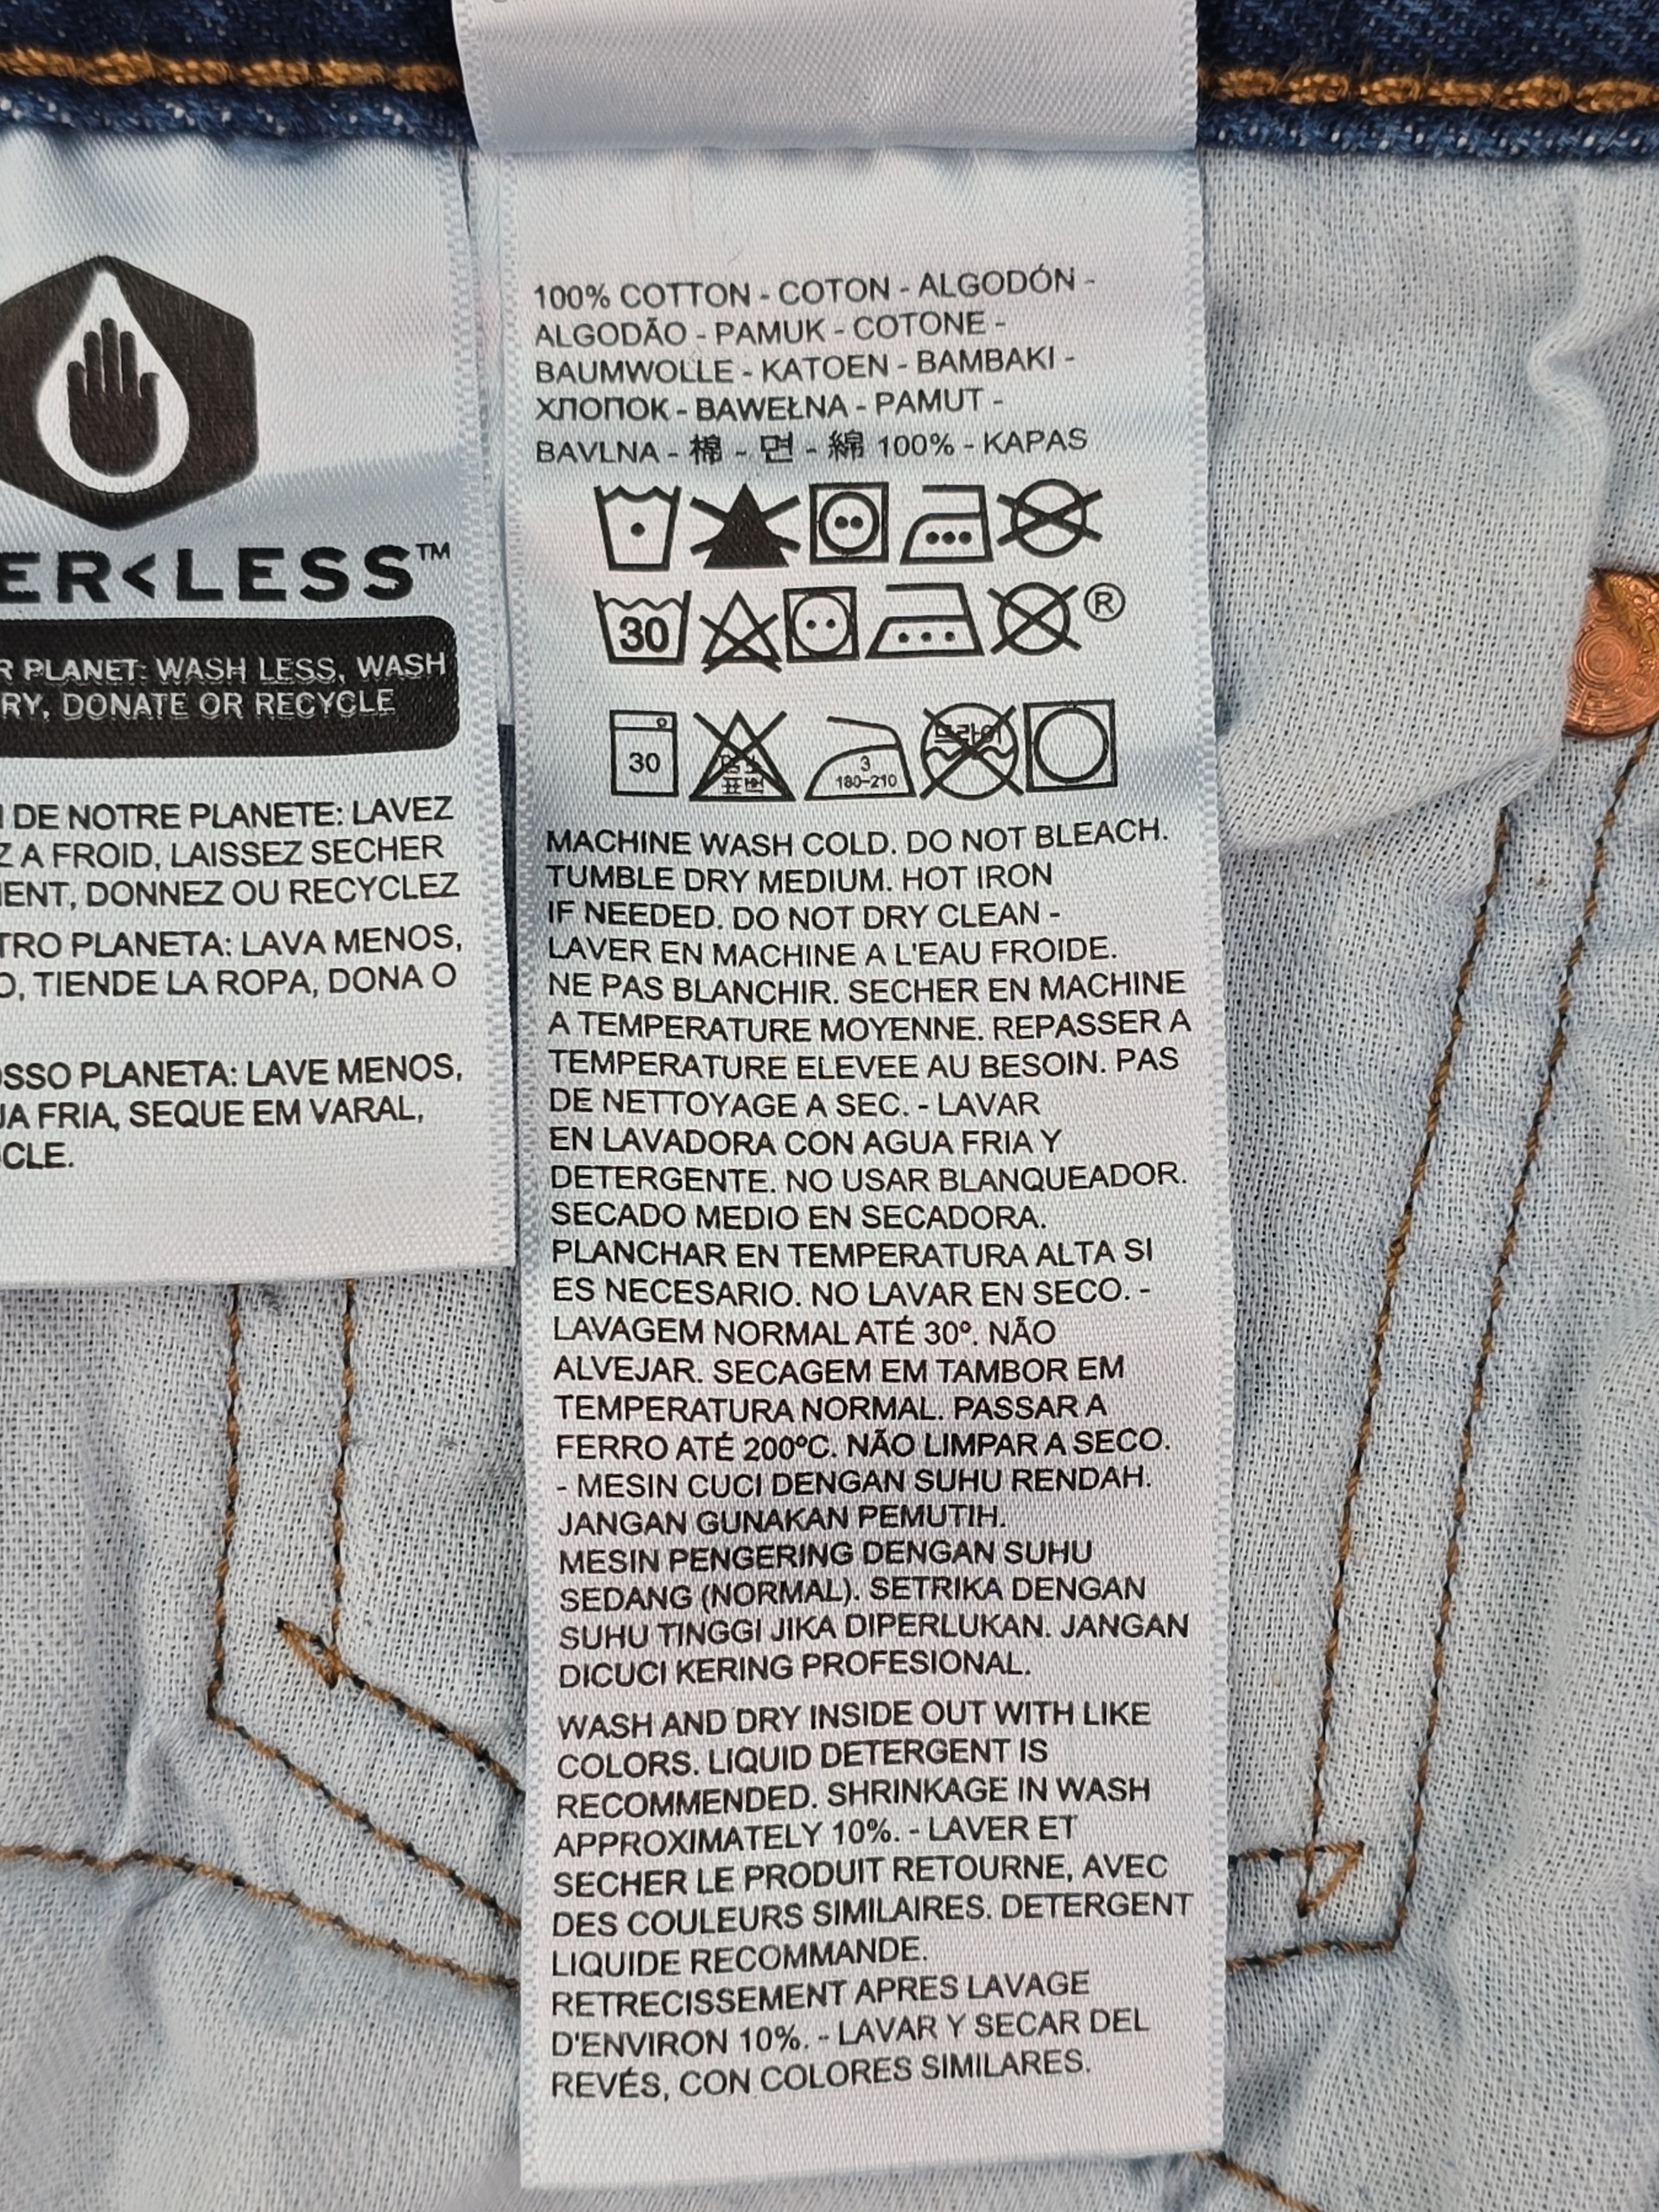 ER<LESS™
R PLANET: WASH LESS, WASH
RY, DONATE OR RECYCLE
DE NOTRE PLANETE: LAVEZ
Z A FROID, LAISSEZ SECHER
MENT, DONNEZ OU RECYCLEZ
TRO PLANETA: LAVA MENOS,
O, TIENDE LA ROPA, DONA O
OSSO PLANETA: LAVE MENOS,
UA FRIA, SEQUE EM VARAL,
CLE.
100% COTTON - COTON - ALGODÓN -
ALGODÃO - PAMUK - COTONE -
BAUMWOLLE - KATOEN - BAMBAKI -
ХЛОПОК - BAWEŁNA - PAMUT -
BAVLNA - 棉 - 면 - 綿 100% - KAPAS
30 ®
30 3 180-210 드라이
MACHINE WASH COLD. DO NOT BLEACH.
TUMBLE DRY MEDIUM. HOT IRON
IF NEEDED. DO NOT DRY CLEAN -
LAVER EN MACHINE A L'EAU FROIDE.
NE PAS BLANCHIR. SECHER EN MACHINE
A TEMPERATURE MOYENNE. REPASSER A
TEMPERATURE ELEVEE AU BESOIN. PAS
DE NETTOYAGE A SEC. - LAVAR
EN LAVADORA CON AGUA FRIA Y
DETERGENTE. NO USAR BLANQUEADOR.
SECADO MEDIO EN SECADORA.
PLANCHAR EN TEMPERATURA ALTA SI
ES NECESARIO. NO LAVAR EN SECO. -
LAVAGEM NORMAL ATÉ 30º. NÃO
ALVEJAR. SECAGEM EM TAMBOR EM
TEMPERATURA NORMAL. PASSAR A
FERRO ATÉ 200ºC. NÃO LIMPAR A SECO.
- MESIN CUCI DENGAN SUHU RENDAH.
JANGAN GUNAKAN PEMUTIH.
MESIN PENGERING DENGAN SUHU
SEDANG (NORMAL). SETRIKA DENGAN
SUHU TINGGI JIKA DIPERLUKAN. JANGAN
DICUCI KERING PROFESIONAL.
WASH AND DRY INSIDE OUT WITH LIKE
COLORS. LIQUID DETERGENT IS
RECOMMENDED. SHRINKAGE IN WASH
APPROXIMATELY 10%. - LAVER ET
SECHER LE PRODUIT RETOURNE, AVEC
DES COULEURS SIMILAIRES. DETERGENT
LIQUIDE RECOMMANDE.
RETRECISSEMENT APRES LAVAGE
D'ENVIRON 10%. - LAVAR Y SECAR DEL
REVÉS, CON COLORES SIMILARES.